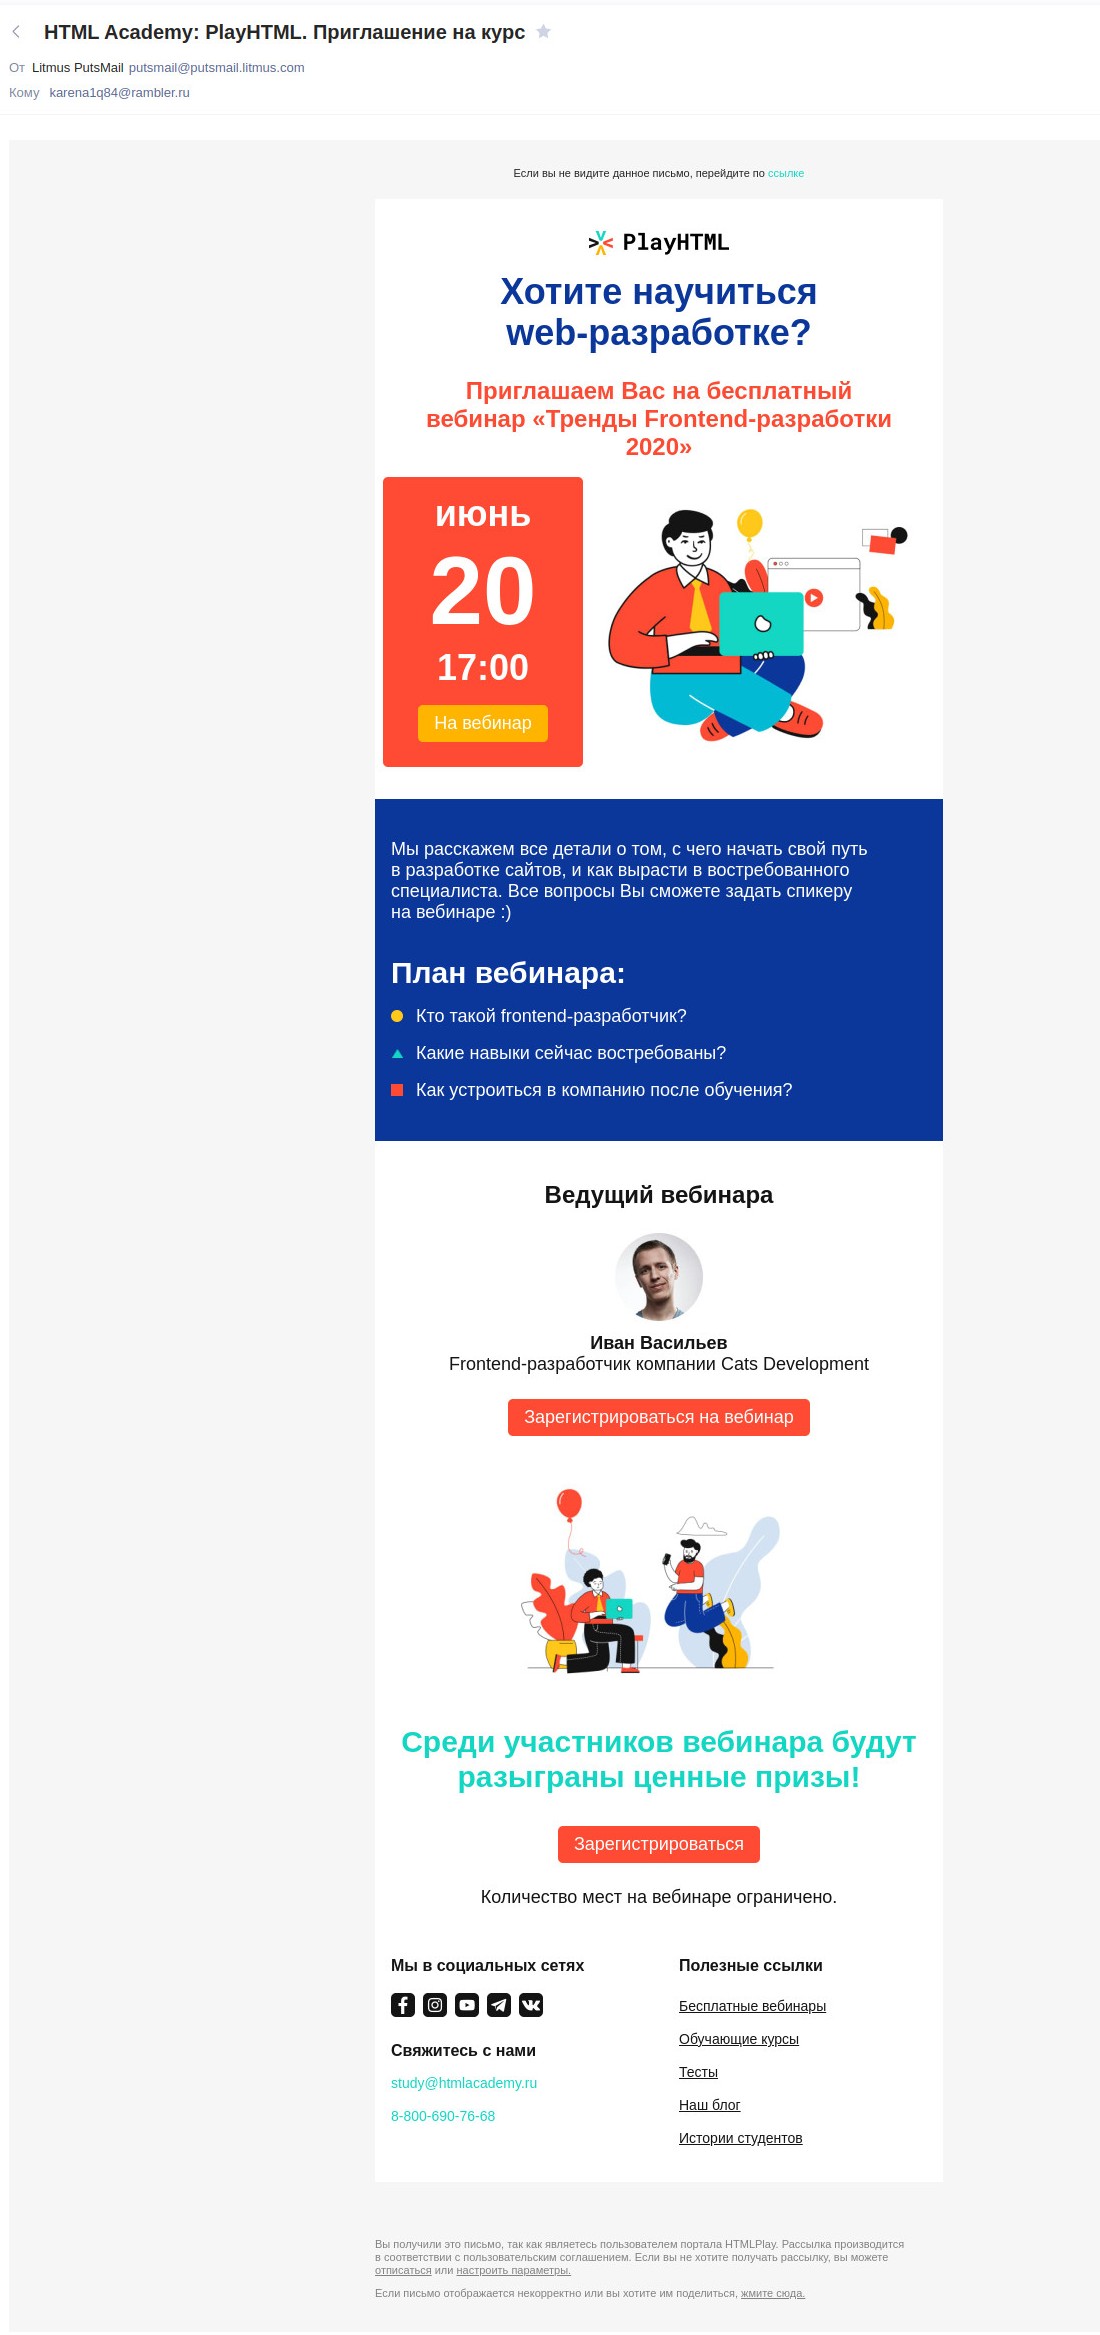 HTML Academy: PlayHTML. Приглашение на курс
От Litmus PutsMail putsmail@putsmail.litmus.com
Кому karena1q84@rambler.ru
Если вы не видите данное письмо, перейдите по ссылке
PlayHTML
Хотите научиться
web-разработке?
Приглашаем Вас на бесплатный
вебинар «Тренды Frontend-разработки
2020»
июнь
20
17:00
На вебинар
Мы расскажем все детали о том, с чего начать свой путь
в разработке сайтов, и как вырасти в востребованного
специалиста. Все вопросы Вы сможете задать спикеру
на вебинаре :)
План вебинара:
Кто такой frontend-разработчик?
Какие навыки сейчас востребованы?
Как устроиться в компанию после обучения?
Ведущий вебинара
Иван Васильев
Frontend-разработчик компании Cats Development
Зарегистрироваться на вебинар
Среди участников вебинара будут
разыграны ценные призы!
Зарегистрироваться
Количество мест на вебинаре ограничено.
Мы в социальных сетях
Свяжитесь с нами
study@htmlacademy.ru
8-800-690-76-68
Полезные ссылки
Бесплатные вебинары
Обучающие курсы
Тесты
Наш блог
Истории студентов
Вы получили это письмо, так как являетесь пользователем портала HTMLPlay. Рассылка производится
в соответствии с пользовательским соглашением. Если вы не хотите получать рассылку, вы можете
отписаться или настроить параметры.
Если письмо отображается некорректно или вы хотите им поделиться, жмите сюда.